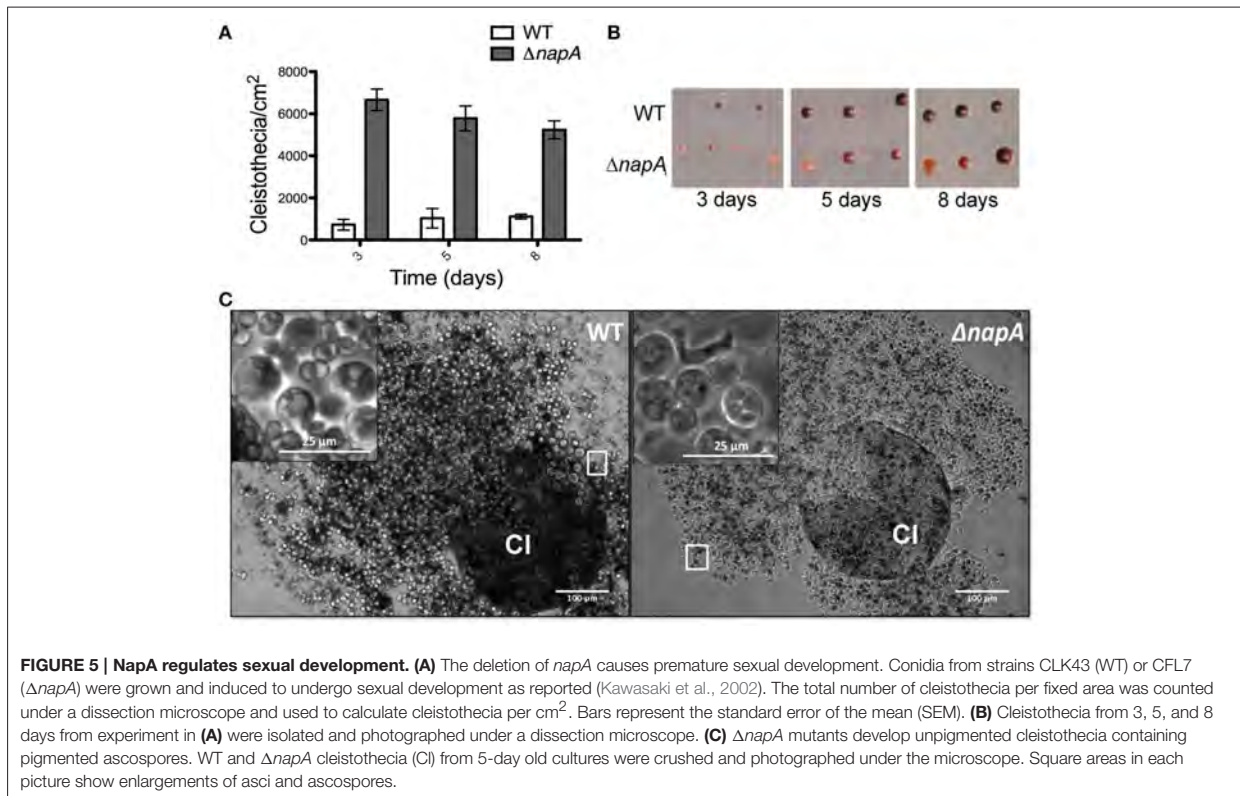 A
WT
ΔnapA
Cleistothecia/cm²
8000
6000
4000
2000
0
3
5
8
Time (days)
B
WT
ΔnapA
3 days
5 days
8 days
C
WT
25 µm
Cl
100 µm
ΔnapA
25 µm
Cl
100 µm
FIGURE 5 | NapA regulates sexual development. (A) The deletion of napA causes premature sexual development. Conidia from strains CLK43 (WT) or CFL7
(ΔnapA) were grown and induced to undergo sexual development as reported (Kawasaki et al., 2002). The total number of cleistothecia per fixed area was counted
under a dissection microscope and used to calculate cleistothecia per cm². Bars represent the standard error of the mean (SEM). (B) Cleistothecia from 3, 5, and 8
days from experiment in (A) were isolated and photographed under a dissection microscope. (C) ΔnapA mutants develop unpigmented cleistothecia containing
pigmented ascospores. WT and ΔnapA cleistothecia (Cl) from 5-day old cultures were crushed and photographed under the microscope. Square areas in each
picture show enlargements of asci and ascospores.